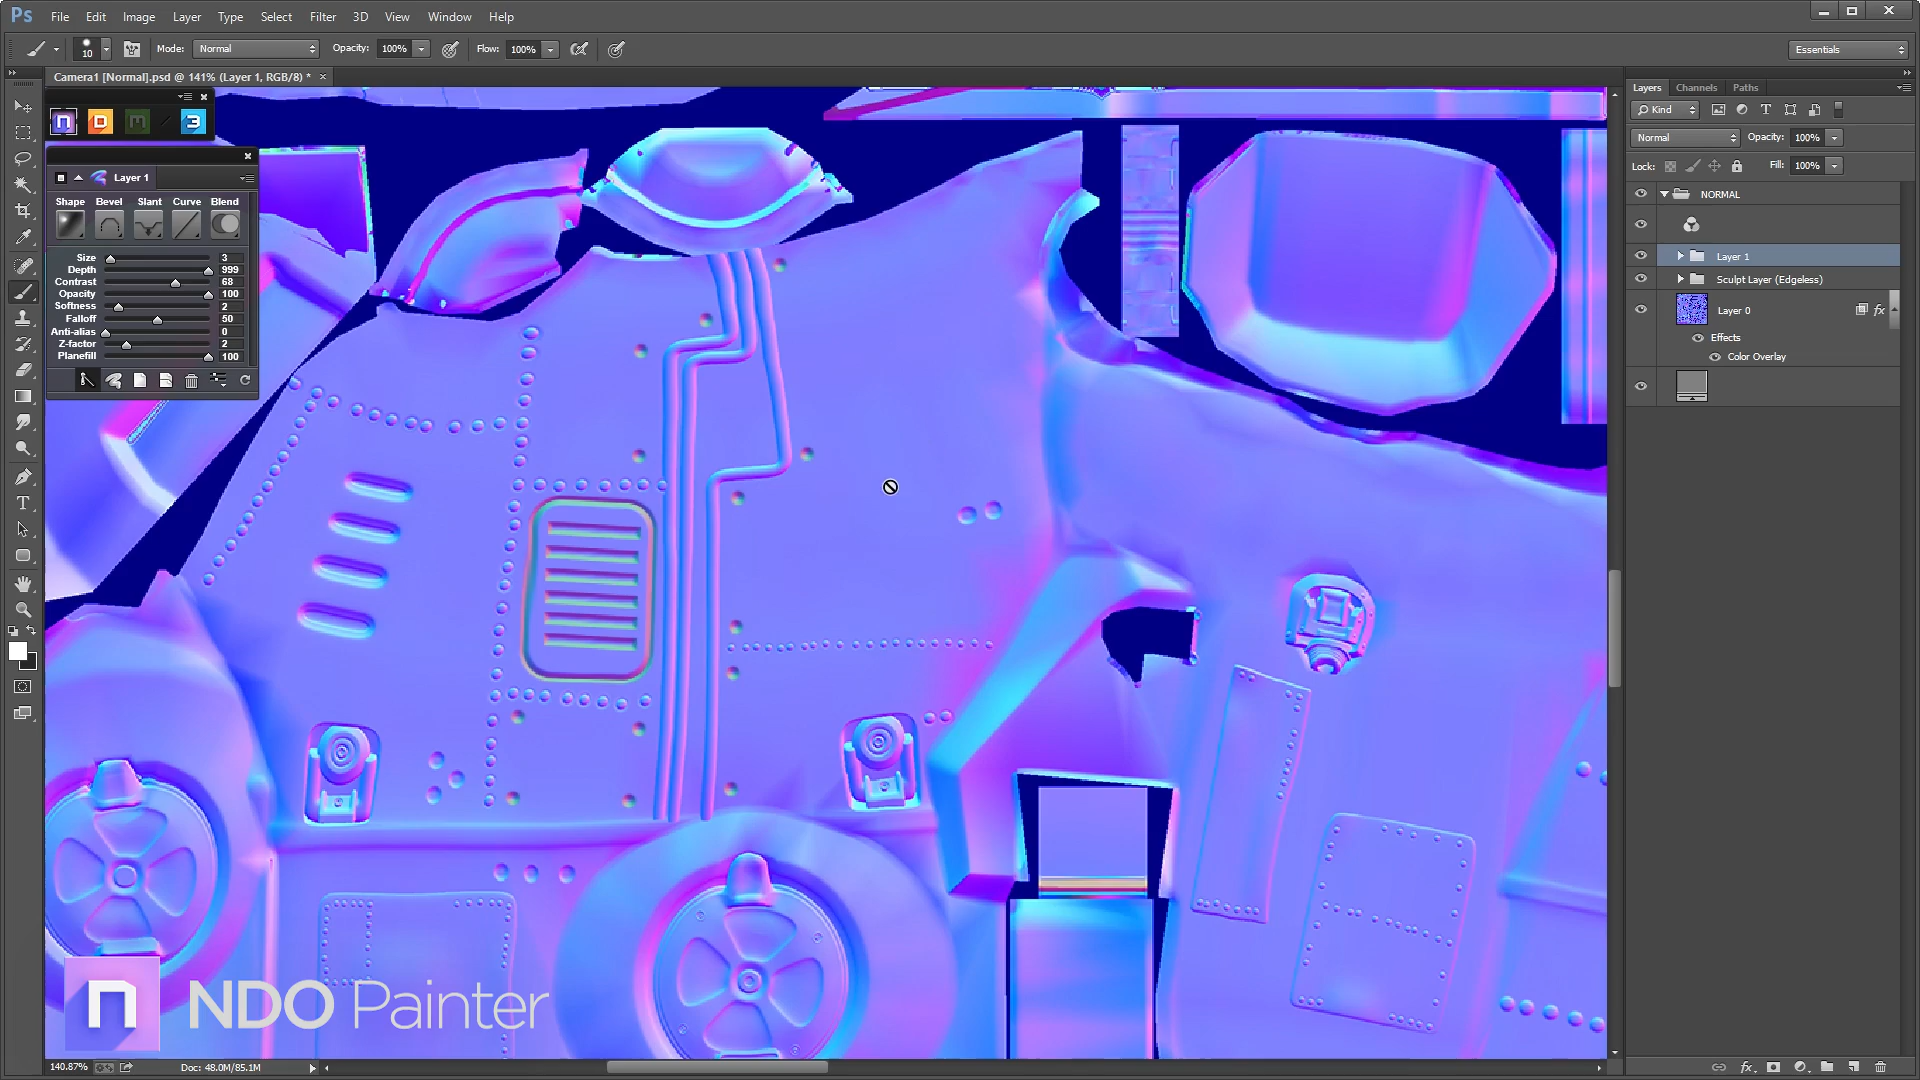 Ps File Edit Image Layer Type Select Filter 3D View Window Help
10 Mode: Normal Opacity: 100% Flow: 100% Essentials
Camera1 [Normal].psd @ 141% (Layer 1, RGB/8) * ×
Layers Channels Paths
Kind
Normal Opacity: 100%
Lock: Fill: 100%
NORMAL
Layer 1
Sculpt Layer (Edgeless)
Layer 0 fx
Effects
Color Overlay
n D 3
Layer 1
Shape Bevel Slant Curve Blend
Size 3
Depth 999
Contrast 68
Opacity 100
Softness 2
Falloff 50
Anti-alias 0
Z-factor 2
Planefill 100
n NDO Painter
140.87% Doc: 48.0M/85.1M
fx